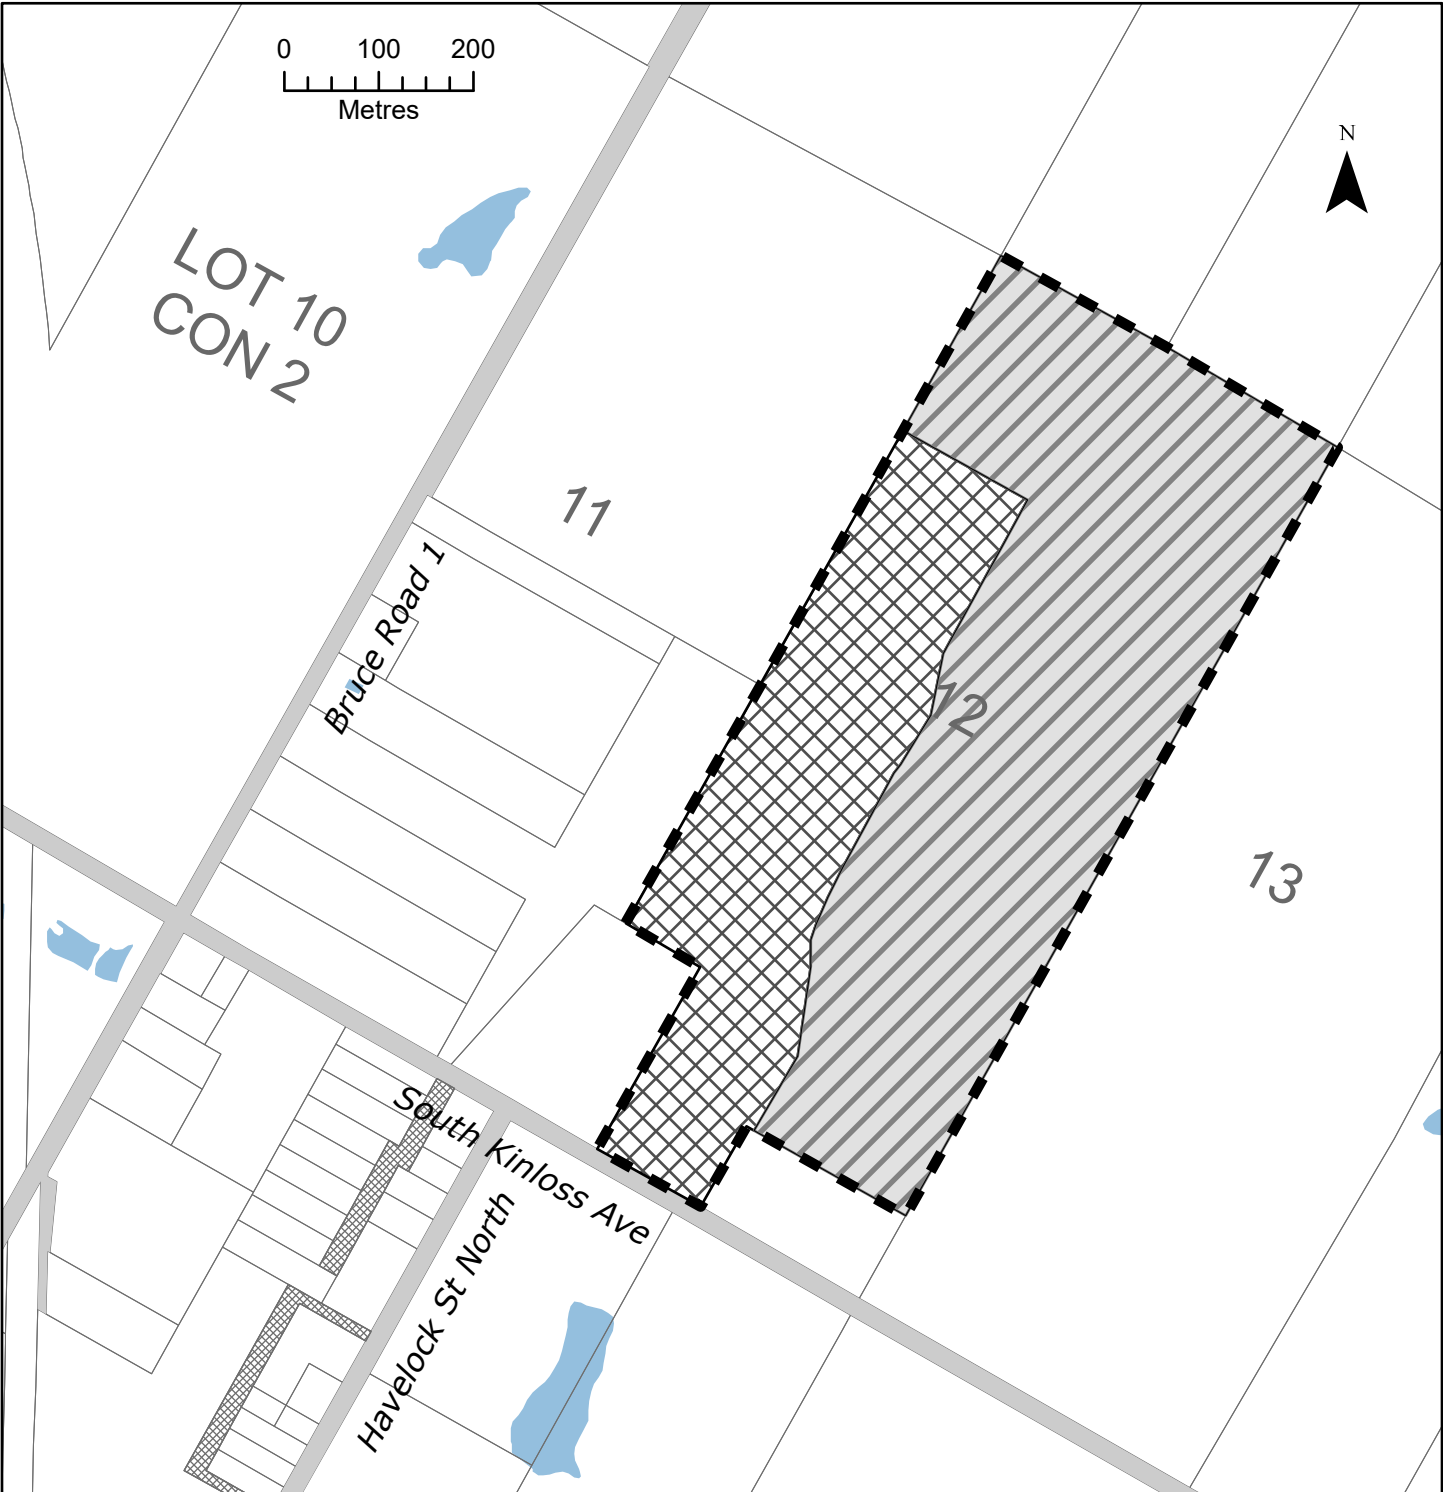 0 100 200
Metres
N
LOT 10
CON 2
11
Bruce Road 1
12
13
South Kinloss Ave
Havelock St North